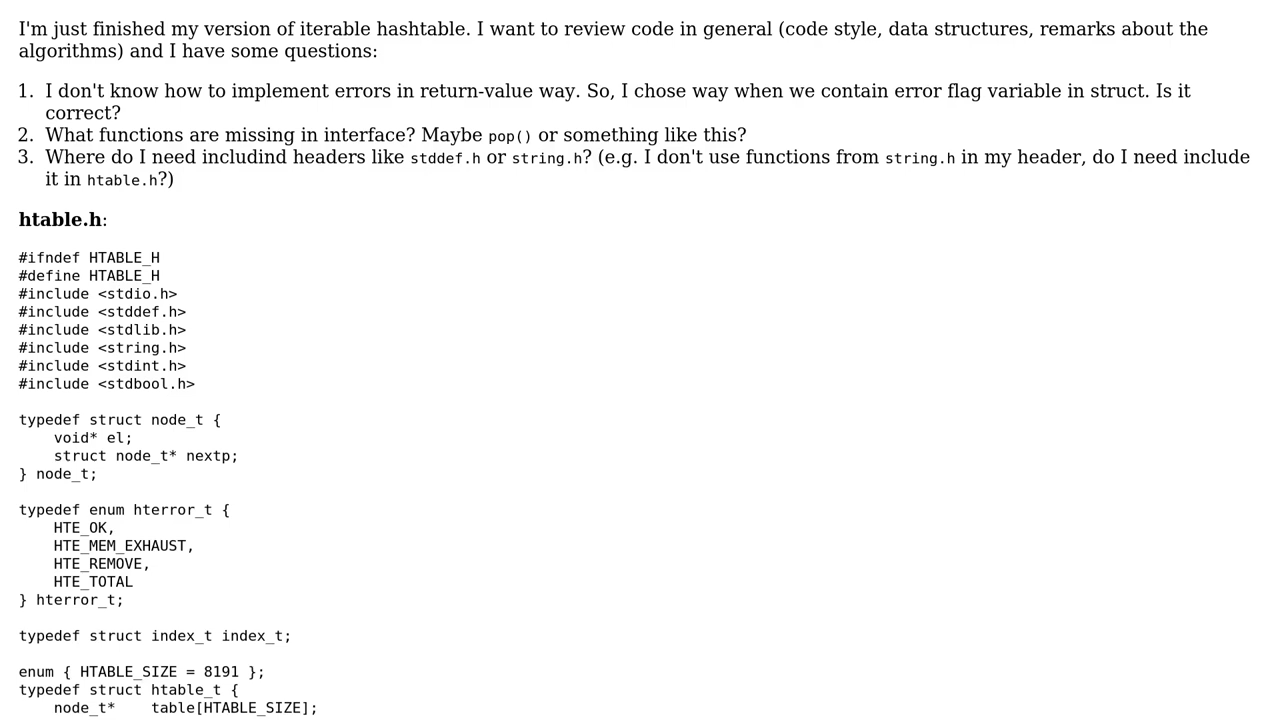 I'm just finished my version of iterable hashtable. I want to review code in general (code style, data structures, remarks about the
algorithms) and I have some questions:
1. I don't know how to implement errors in return-value way. So, I chose way when we contain error flag variable in struct. Is it
correct?
2. What functions are missing in interface? Maybe pop() or something like this?
3. Where do I need includind headers like stddef.h or string.h? (e.g. I don't use functions from string.h in my header, do I need include
it in htable.h?)
htable.h:
#ifndef HTABLE_H
#define HTABLE_H
#include <stdio.h>
#include <stddef.h>
#include <stdlib.h>
#include <string.h>
#include <stdint.h>
#include <stdbool.h>
typedef struct node_t {
    void* el;
    struct node_t* nextp;
} node_t;
typedef enum hterror_t {
    HTE_OK,
    HTE_MEM_EXHAUST,
    HTE_REMOVE,
    HTE_TOTAL
} hterror_t;
typedef struct index_t index_t;
enum { HTABLE_SIZE = 8191 };
typedef struct htable_t {
    node_t*    table[HTABLE_SIZE];